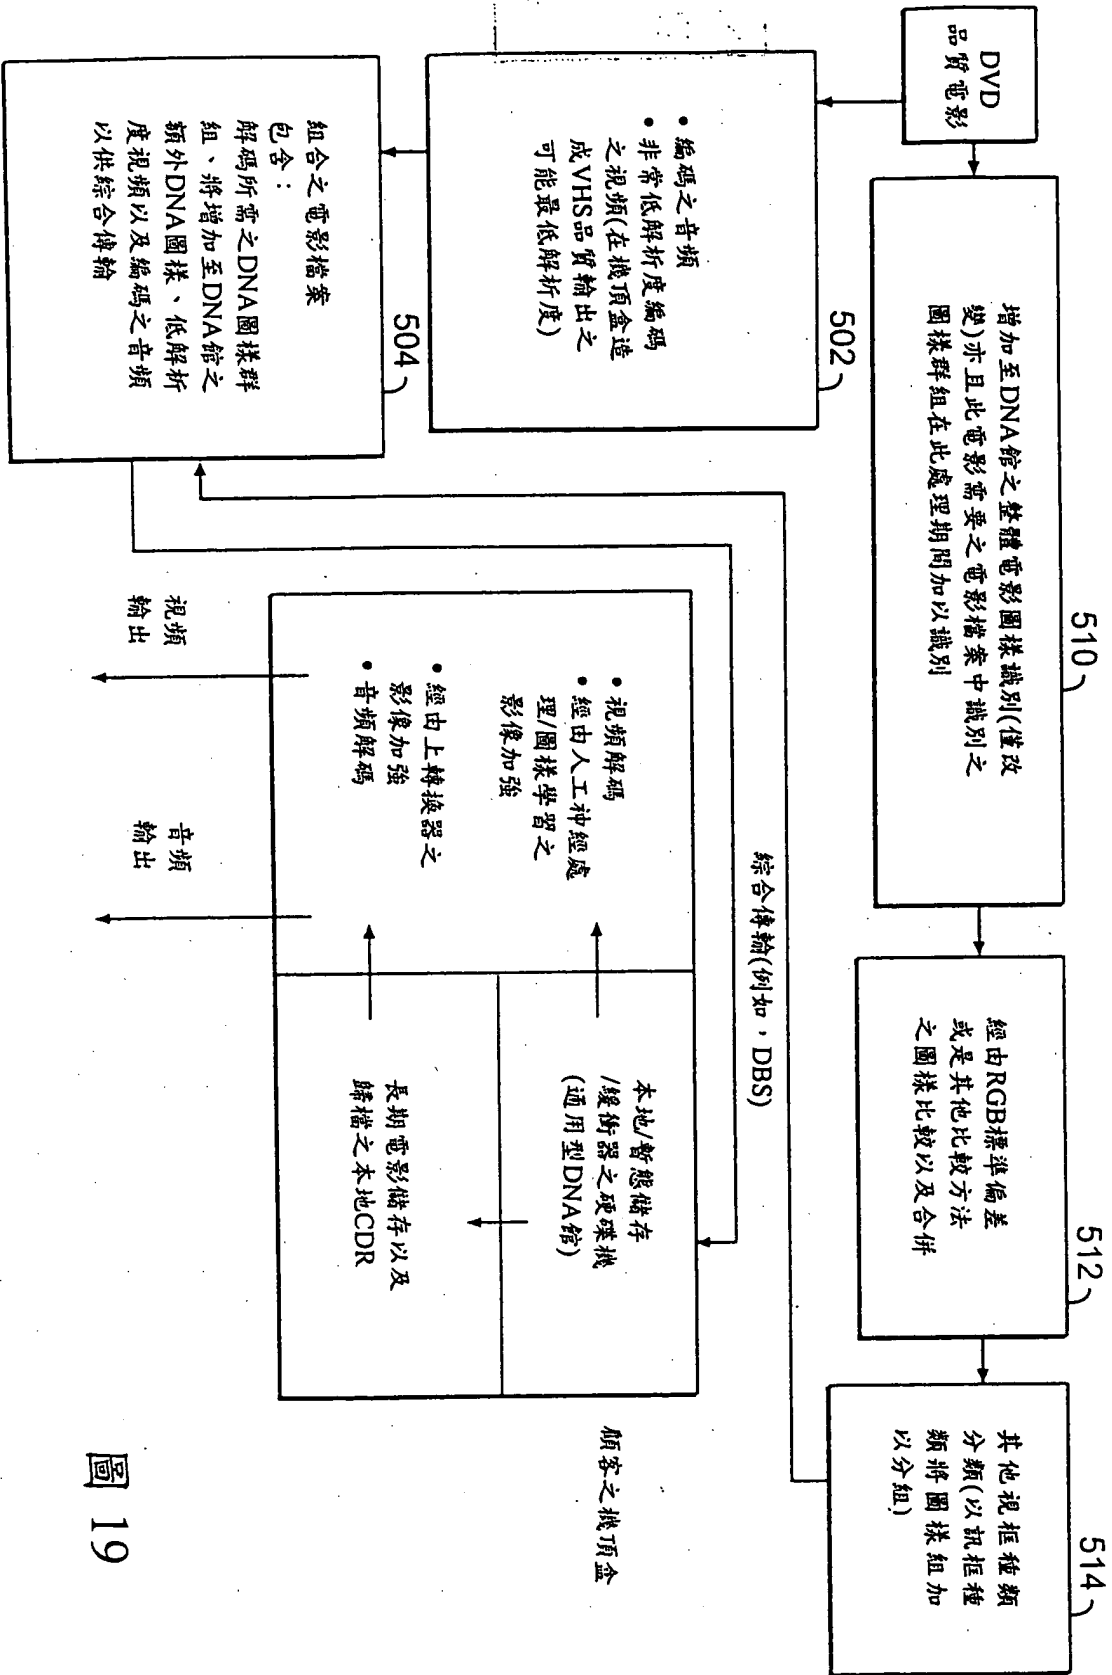 DVD
品質電影
510
增加至DNA館之整體電影圖樣識別(僅改
變)亦且此電影需要之電影檔案中識別之
圖樣群組在此處理期間加以識別
512
經由RGB標準偏差
或是其他比較方法
之圖樣比較以及合併
514
其他視框種類
分類(以訊框種
類將圖樣組加
以分組)
502
• 編碼之音頻
• 非常低解析度編碼
之視頻(在機頂盒造
成VHS品質輸出之
可能最低解析度)
504
組合之電影檔案
包含：
解碼所需之DNA圖樣群
組、將增加至DNA館之
額外DNA圖樣、低解析
度視頻以及編碼之音頻
以供綜合傳輸
綜合傳輸(例如，DBS)
• 視頻解碼
• 經由人工神經處
理/圖樣學習之
影像加強
• 經由上轉換器之
影像加強
• 音頻解碼
本地/暫態儲存
/緩衝器之硬碟機
(通用型DNA館)
長期電影儲存以及
歸檔之本地CDR
顧客之機頂盒
視頻
輸出
音頻
輸出
圖 19